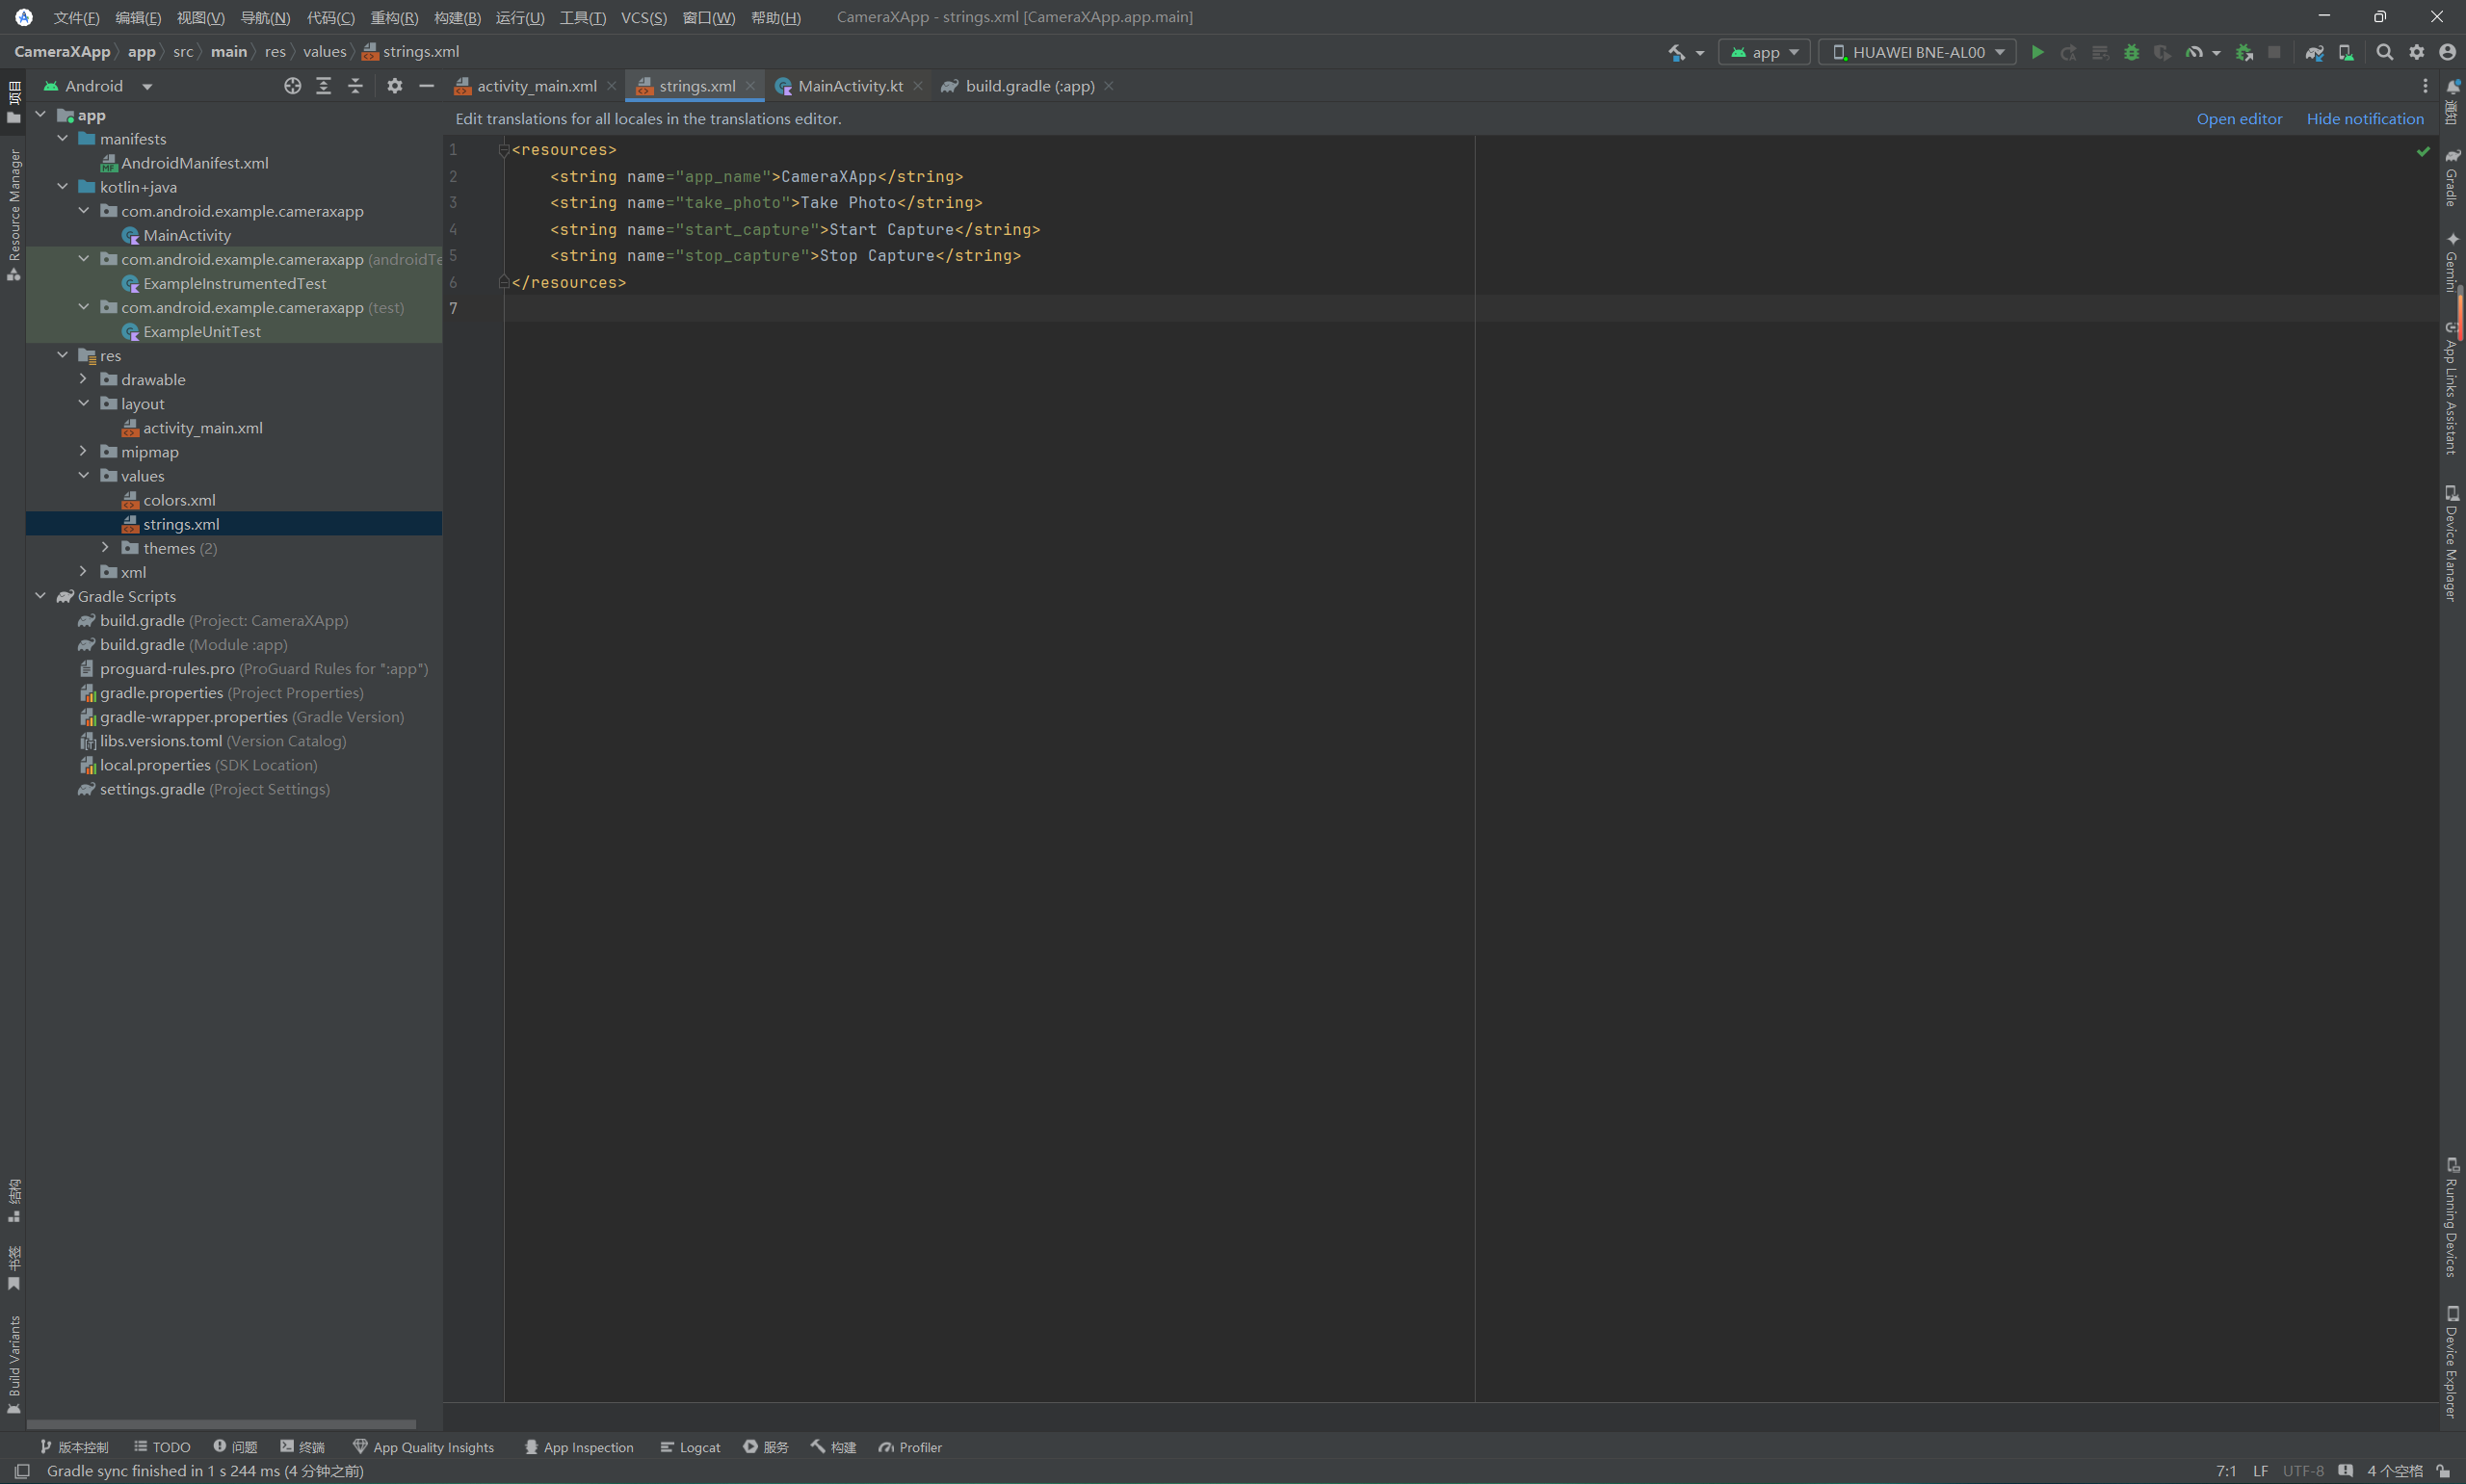 文件(F) 编辑(E) 视图(V) 导航(N) 代码(C) 重构(R) 构建(B) 运行(U) 工具(T) VCS(S) 窗口(W) 帮助(H) CameraXApp - strings.xml [CameraXApp.app.main]
CameraXApp app src main res values strings.xml app HUAWEI BNE-AL00
Android activity_main.xml strings.xml MainActivity.kt build.gradle (:app)
Edit translations for all locales in the translations editor. Open editor Hide notification
项目
Resource Manager
结构
书签
Build Variants
app
manifests
AndroidManifest.xml
kotlin+java
com.android.example.cameraxapp
MainActivity
com.android.example.cameraxapp (androidTe
ExampleInstrumentedTest
com.android.example.cameraxapp (test)
ExampleUnitTest
res
drawable
layout
activity_main.xml
mipmap
values
colors.xml
strings.xml
themes (2)
xml
Gradle Scripts
build.gradle (Project: CameraXApp)
build.gradle (Module :app)
proguard-rules.pro (ProGuard Rules for ":app")
gradle.properties (Project Properties)
gradle-wrapper.properties (Gradle Version)
libs.versions.toml (Version Catalog)
local.properties (SDK Location)
settings.gradle (Project Settings)
1 <resources>
2 <string name="app_name">CameraXApp</string>
3 <string name="take_photo">Take Photo</string>
4 <string name="start_capture">Start Capture</string>
5 <string name="stop_capture">Stop Capture</string>
6 </resources>
7
通知
Gradle
Gemini
App Links Assistant
Device Manager
Running Devices
Device Explorer
版本控制 TODO 问题 终端 App Quality Insights App Inspection Logcat 服务 构建 Profiler
Gradle sync finished in 1 s 244 ms (4 分钟之前) 7:1 LF UTF-8 4 个空格